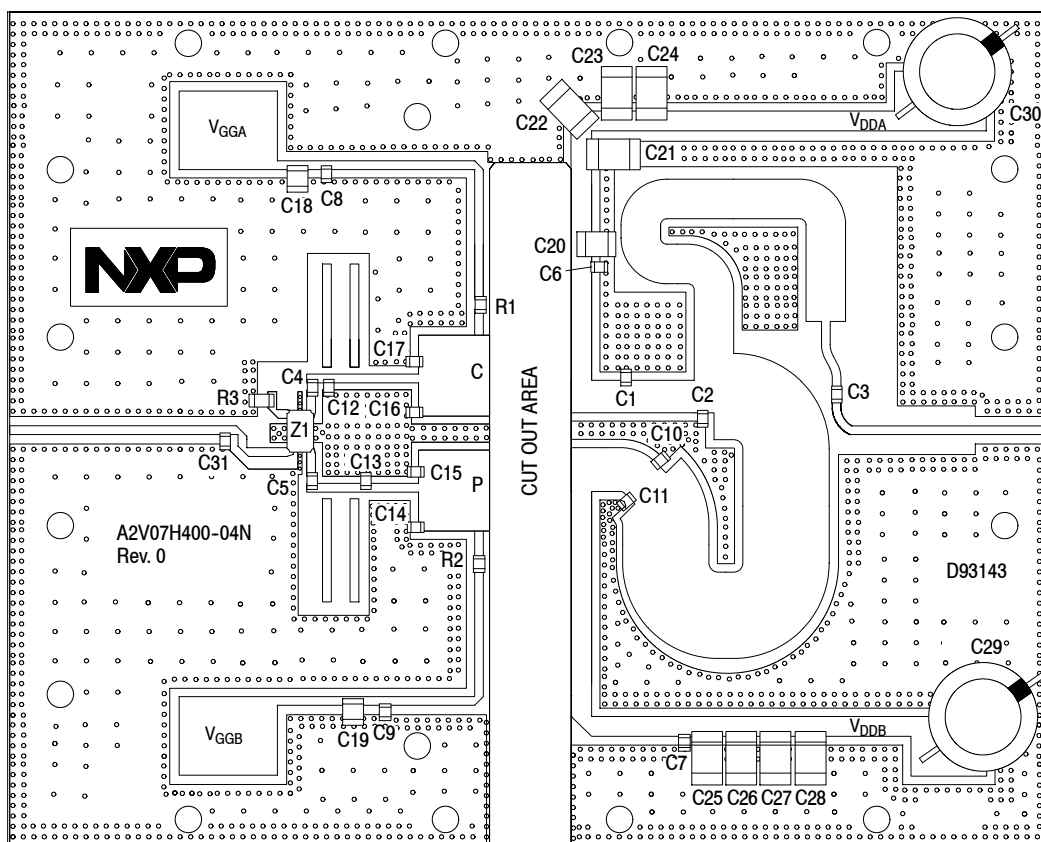 C23
C24
C22
VGGA
VDDA
C30
C21
C18
C8
C20
C6
NXP
R1
C17
C4
C
R3
C12
C16
C1
C2
C3
Z1
C31
C10
CUT OUT AREA
C13
C15
C5
P
C11
C14
A2V07H400-04N
Rev. 0
R2
D93143
C29
VGGB
C19
C9
VDDB
C7
C25
C26
C27
C28